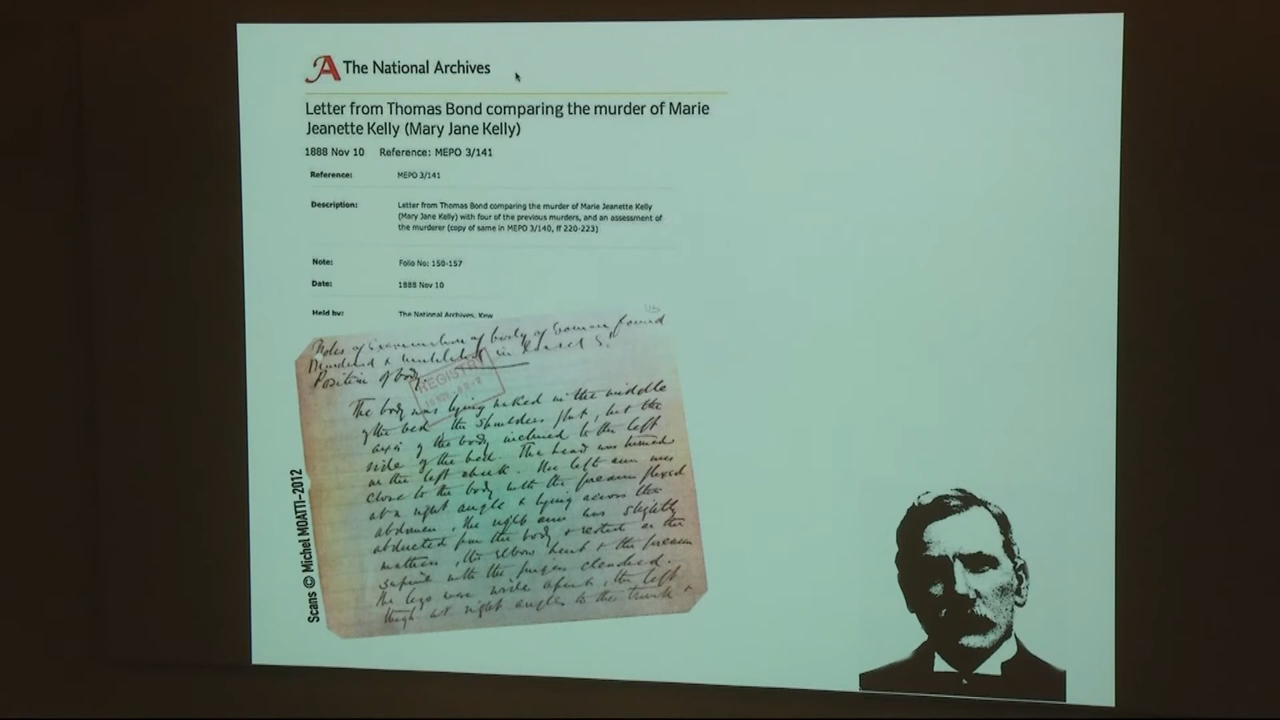 The National Archives
Letter from Thomas Bond comparing the murder of Marie
Jeanette Kelly (Mary Jane Kelly)
1888 Nov 10 Reference: MEPO 3/141
Reference: MEPO 3/141
Description: Letter from Thomas Bond comparing the murder of Marie Jeanette Kelly
(Mary Jane Kelly) with four of the previous murders, and an assessment of
the murderer (copy of same in MEPO 3/140, ff 220-223)
Note: Folio No: 150-157
Date: 1888 Nov 10
Held by: The National Archives, Kew
Notes of Examination of body of Woman found
Murdered & Mutilated in Dorset St
Position of body
REGISTRY
The body was lying naked in the middle
of the bed the shoulders flat, but the
axis of the body inclined to the left
side of the bed. The head was turned
on the left cheek. The left arm was
close to the body with the forearm flexed
at a right angle & lying across the
abdomen, the right arm was slightly
abducted from the body & rested on the
mattress, the elbow bent & the forearm
supine with the fingers clenched.
The legs were wide apart, the left
thigh at right angles to the trunk &
Scans © Michel MOATTI-2012